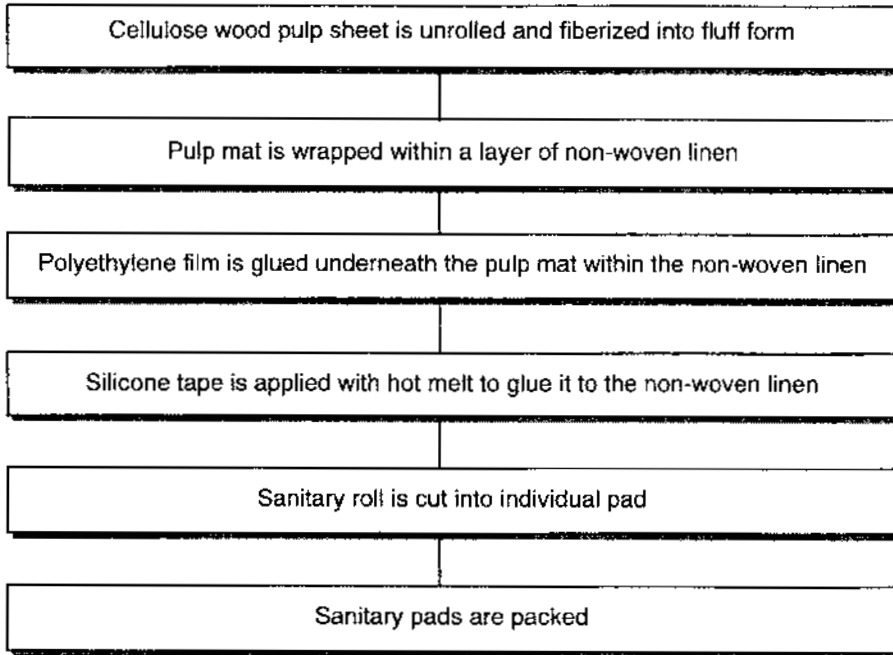 Cellulose wood pulp sheet is unrolled and fiberized into fluff form
Pulp mat is wrapped within a layer of non-woven linen
Polyethylene film is glued underneath the pulp mat within the non-woven linen
Silicone tape is applied with hot melt to glue it to the non-woven linen
Sanitary roll is cut into individual pad
Sanitary pads are packed